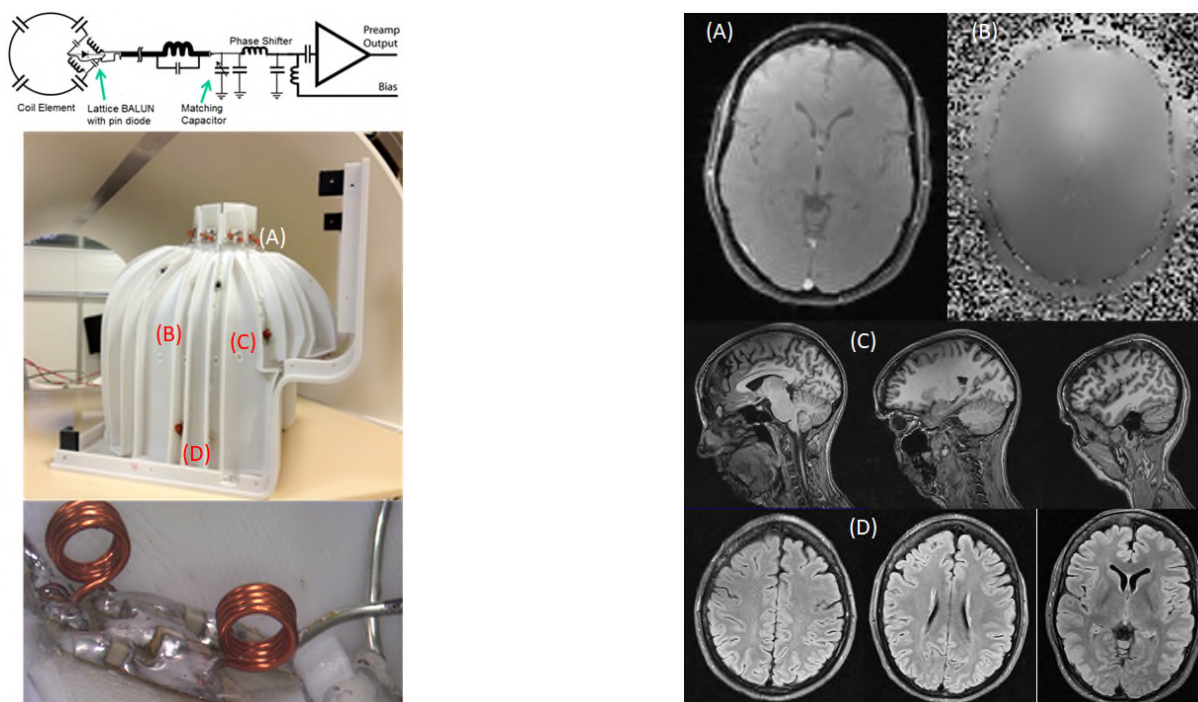 Phase Shifter
Preamp
Output
Bias
Coil Element
Lattice BALUN
with pin diode
Matching
Capacitor
(A)
(B)
(C)
(D)
(A)
(B)
(C)
(D)